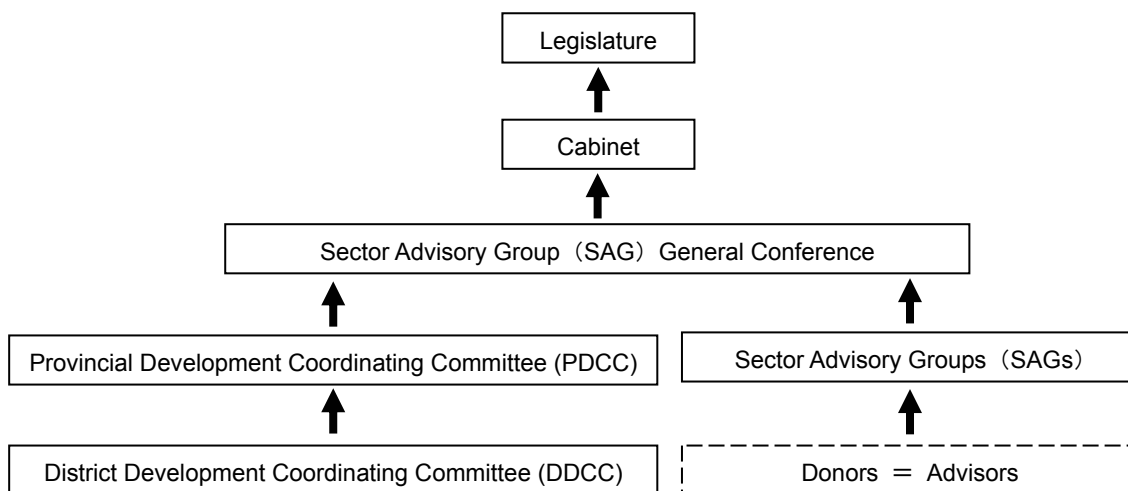 Legislature
Cabinet
Sector Advisory Group（SAG）General Conference
Provincial Development Coordinating Committee (PDCC)
Sector Advisory Groups（SAGs）
District Development Coordinating Committee (DDCC)
Donors ＝ Advisors